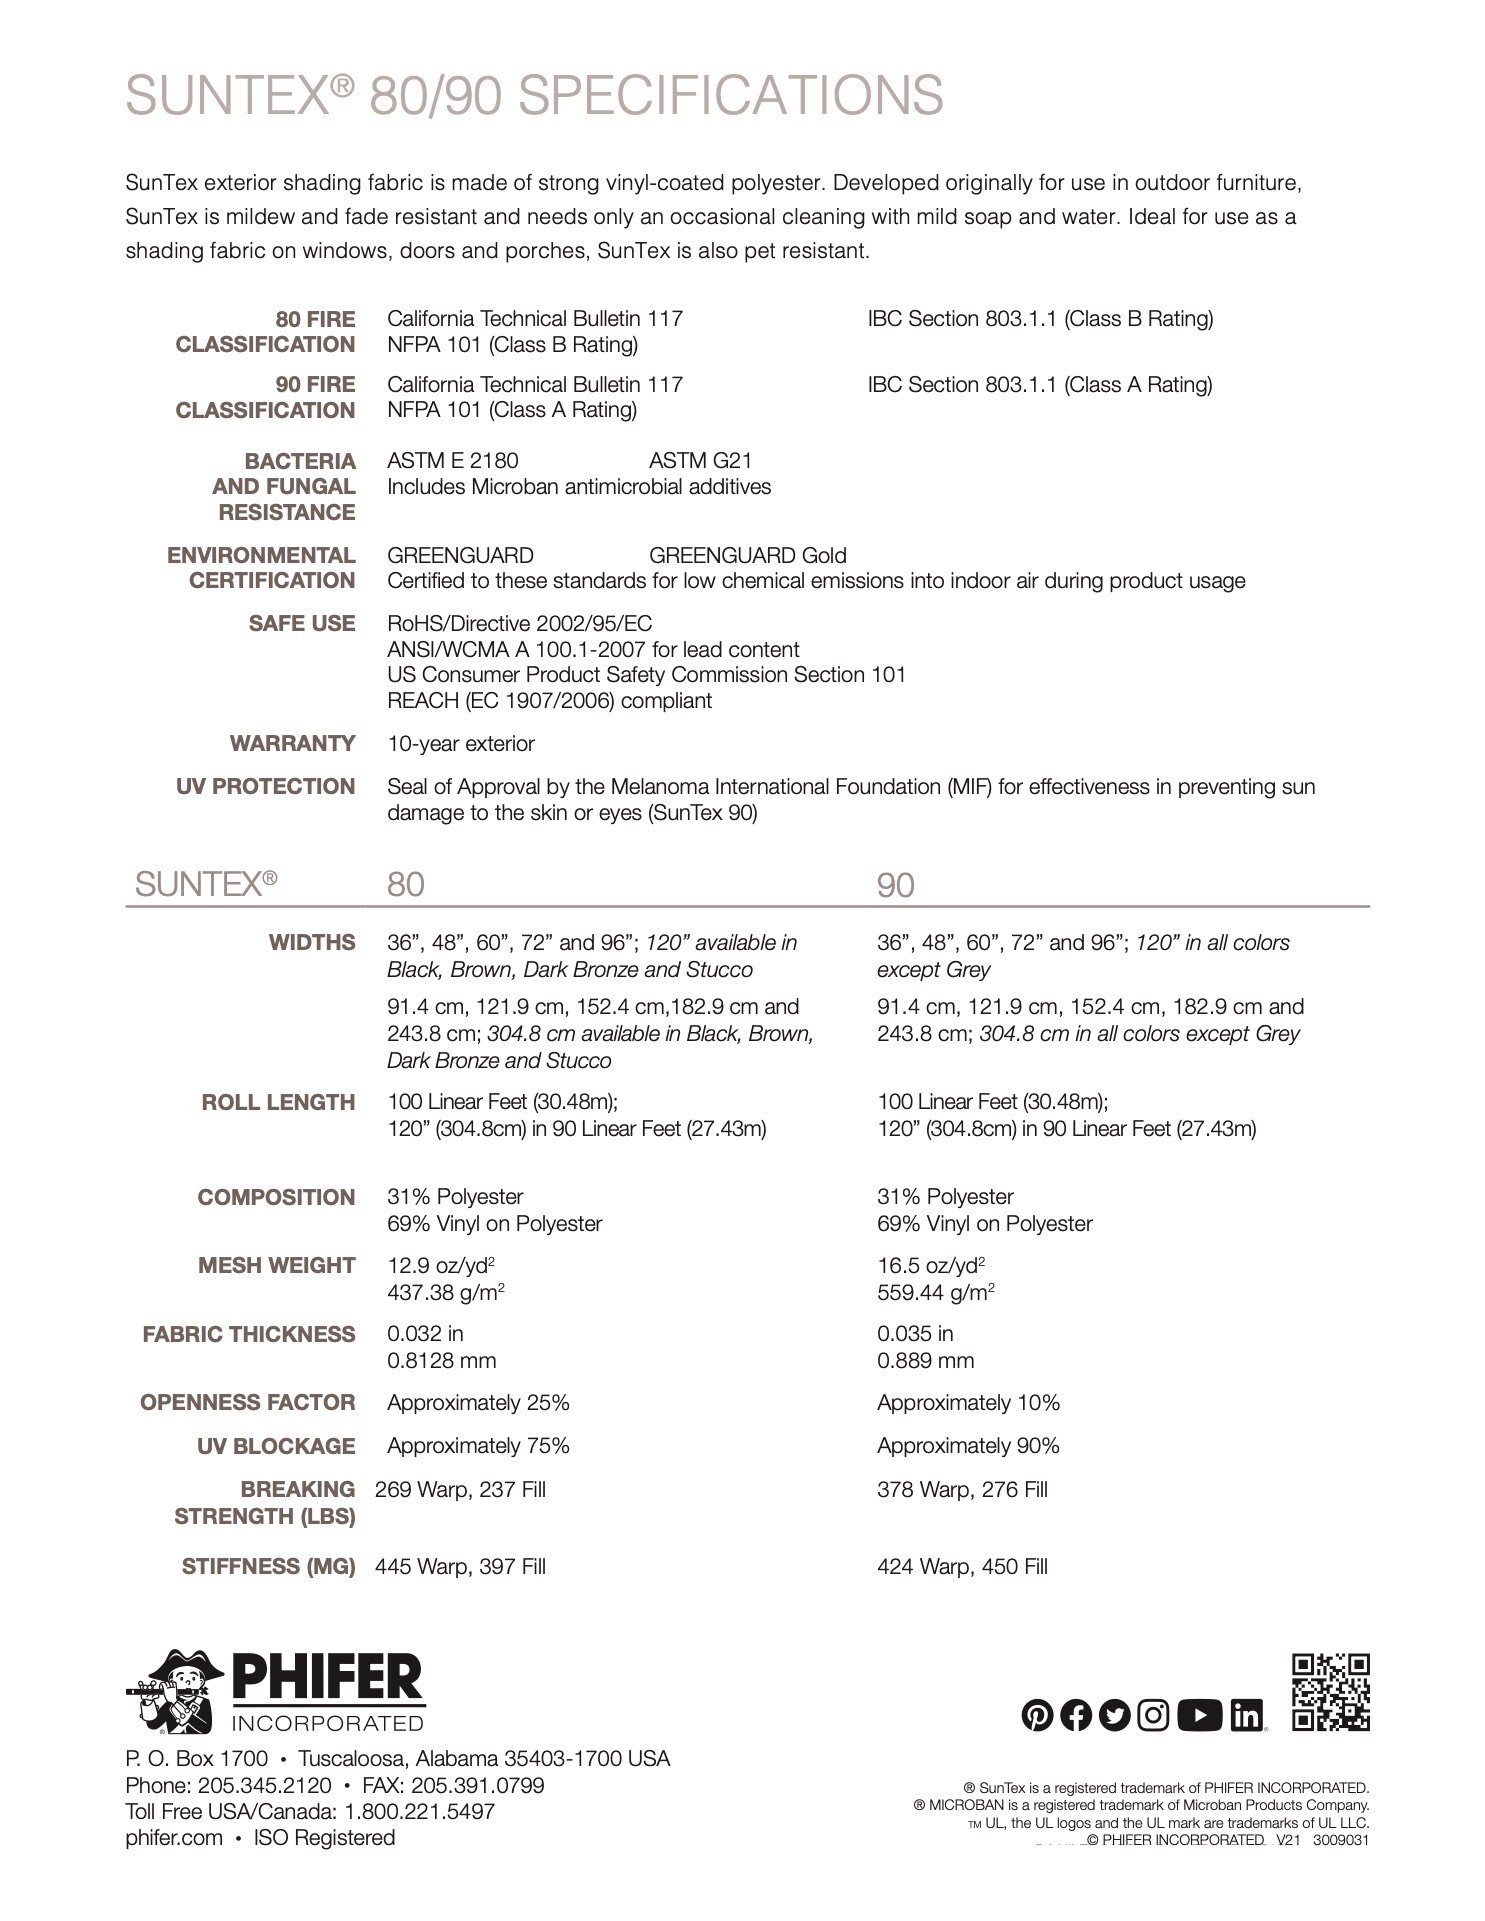 SUNTEX® 80/90 SPECIFICATIONS
SunTex exterior shading fabric is made of strong vinyl-coated polyester. Developed originally for use in outdoor furniture,
SunTex is mildew and fade resistant and needs only an occasional cleaning with mild soap and water. Ideal for use as a
shading fabric on windows, doors and porches, SunTex is also pet resistant.
80 FIRE CLASSIFICATION
California Technical Bulletin 117 IBC Section 803.1.1 (Class B Rating)
NFPA 101 (Class B Rating)
90 FIRE CLASSIFICATION
California Technical Bulletin 117 IBC Section 803.1.1 (Class A Rating)
NFPA 101 (Class A Rating)
BACTERIA AND FUNGAL RESISTANCE
ASTM E 2180 ASTM G21
Includes Microban antimicrobial additives
ENVIRONMENTAL CERTIFICATION
GREENGUARD GREENGUARD Gold
Certified to these standards for low chemical emissions into indoor air during product usage
SAFE USE
RoHS/Directive 2002/95/EC
ANSI/WCMA A 100.1-2007 for lead content
US Consumer Product Safety Commission Section 101
REACH (EC 1907/2006) compliant
WARRANTY 10-year exterior
UV PROTECTION Seal of Approval by the Melanoma International Foundation (MIF) for effectiveness in preventing sun
damage to the skin or eyes (SunTex 90)
SUNTEX® 80 90
WIDTHS
36”, 48”, 60”, 72” and 96”; 120” available in
Black, Brown, Dark Bronze and Stucco
91.4 cm, 121.9 cm, 152.4 cm,182.9 cm and
243.8 cm; 304.8 cm available in Black, Brown,
Dark Bronze and Stucco
36”, 48”, 60”, 72” and 96”; 120” in all colors
except Grey
91.4 cm, 121.9 cm, 152.4 cm, 182.9 cm and
243.8 cm; 304.8 cm in all colors except Grey
ROLL LENGTH
100 Linear Feet (30.48m);
120” (304.8cm) in 90 Linear Feet (27.43m)
100 Linear Feet (30.48m);
120” (304.8cm) in 90 Linear Feet (27.43m)
COMPOSITION
31% Polyester
69% Vinyl on Polyester
31% Polyester
69% Vinyl on Polyester
MESH WEIGHT
12.9 oz/yd²
437.38 g/m²
16.5 oz/yd²
559.44 g/m²
FABRIC THICKNESS
0.032 in
0.8128 mm
0.035 in
0.889 mm
OPENNESS FACTOR Approximately 25% Approximately 10%
UV BLOCKAGE Approximately 75% Approximately 90%
BREAKING STRENGTH (LBS) 269 Warp, 237 Fill 378 Warp, 276 Fill
STIFFNESS (MG) 445 Warp, 397 Fill 424 Warp, 450 Fill
PHIFER
INCORPORATED
P. O. Box 1700 • Tuscaloosa, Alabama 35403-1700 USA
Phone: 205.345.2120 • FAX: 205.391.0799
Toll Free USA/Canada: 1.800.221.5497
phifer.com • ISO Registered
® SunTex is a registered trademark of PHIFER INCORPORATED.
® MICROBAN is a registered trademark of Microban Products Company.
TM UL, the UL logos and the UL mark are trademarks of UL LLC.
© PHIFER INCORPORATED V21 3009031